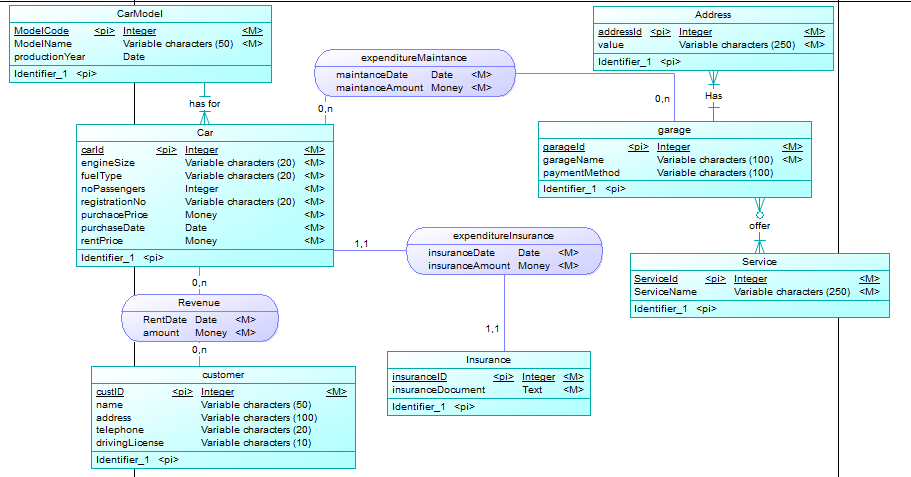 CarModel
ModelCode <pi> Integer <M>
ModelName Variable characters (50) <M>
productionYear Date
Identifier_1 <pi>
has for
Car
carId <pi> Integer <M>
engineSize Variable characters (20) <M>
fuelType Variable characters (20) <M>
noPassengers Integer <M>
registrationNo Variable characters (20) <M>
purchacePrice Money <M>
purchaseDate Date <M>
rentPrice Money <M>
Identifier_1 <pi>
0,n
Revenue
RentDate Date <M>
amount Money <M>
0,n
customer
custID <pi> Integer <M>
name Variable characters (50)
address Variable characters (100)
telephone Variable characters (20)
drivingLicense Variable characters (10)
Identifier_1 <pi>
expenditureMaintance
maintanceDate Date <M>
maintanceAmount Money <M>
0,n
0,n
1,1
expenditureInsurance
insuranceDate Date <M>
insuranceAmount Money <M>
1,1
Insurance
insuranceID <pi> Integer <M>
insuranceDocument Text <M>
Identifier_1 <pi>
Address
addressId <pi> Integer <M>
value Variable characters (250) <M>
Identifier_1 <pi>
Has
garage
garageId <pi> Integer <M>
garageName Variable characters (100) <M>
paymentMethod Variable characters (100)
Identifier_1 <pi>
offer
Service
ServiceId <pi> Integer <M>
ServiceName Variable characters (250) <M>
Identifier_1 <pi>